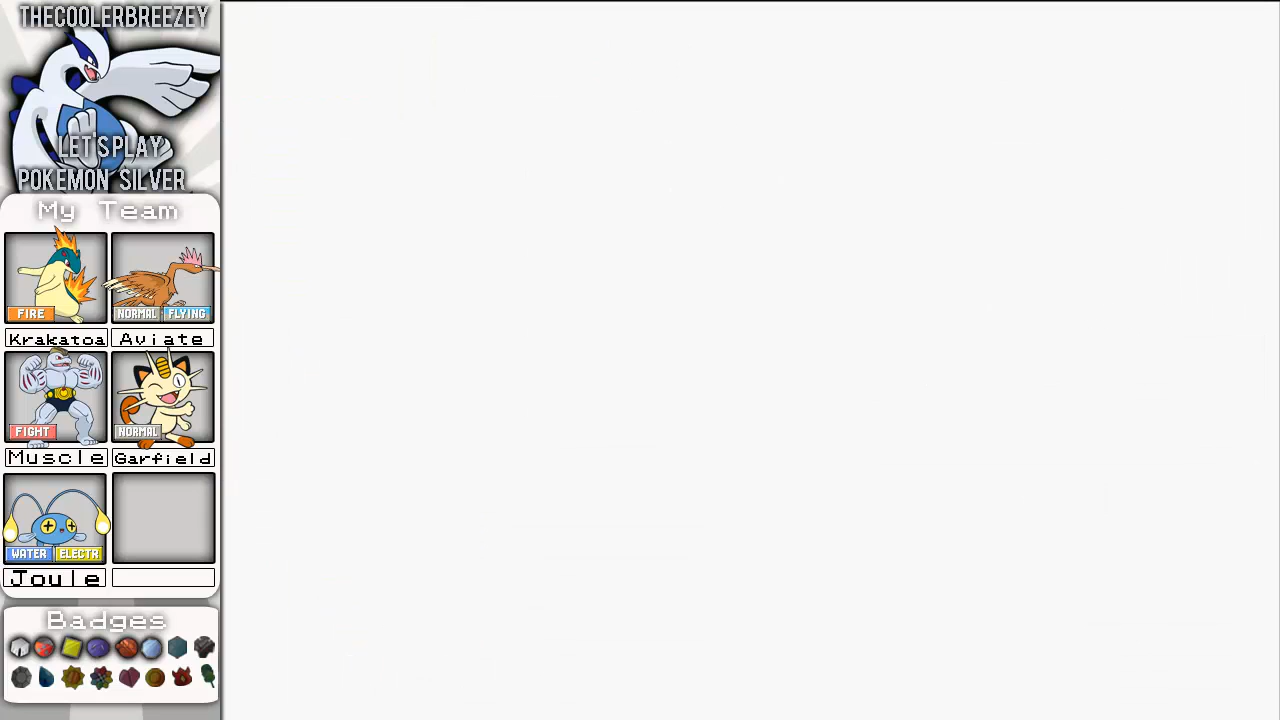 THECOOLERBREEZEY
LET'S PLAY
POKEMON SILVER
My Team
FIRE
NORMAL FLYING
Krakatoa Aviate
FIGHT NORMAL
Muscle Garfield
WATER ELECTR
Joule
Badges